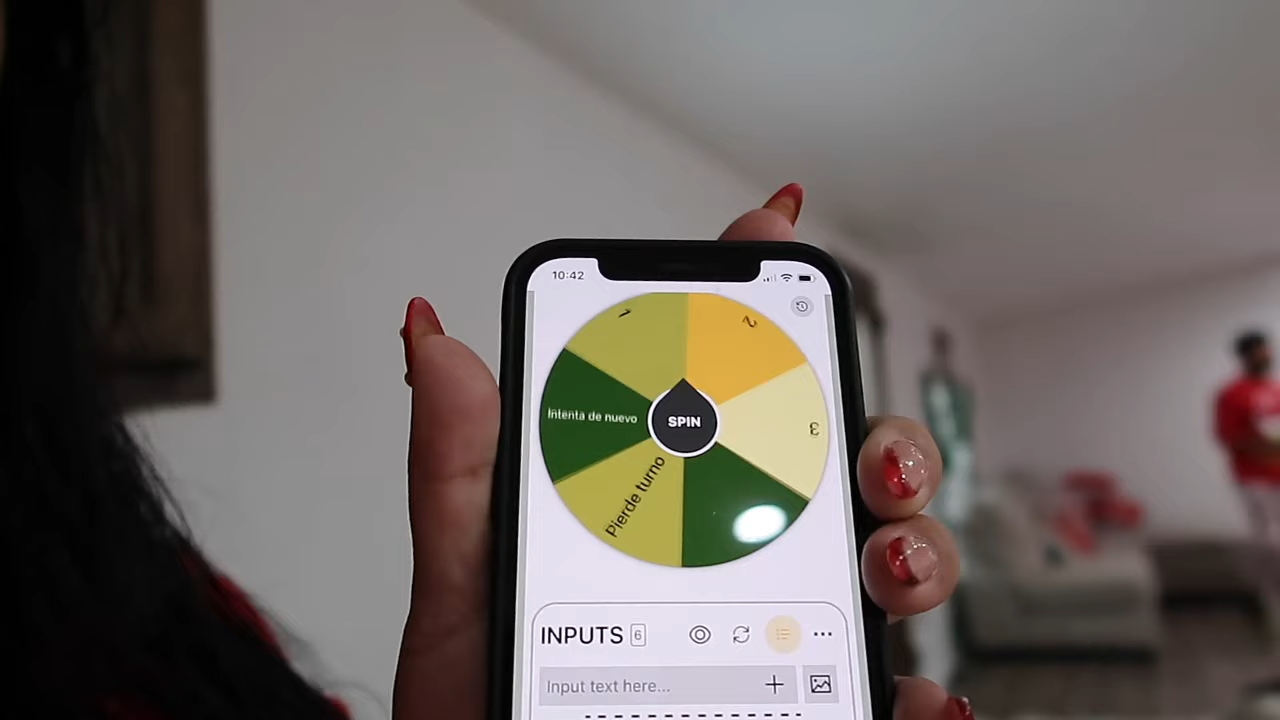 10:42
1
2
3
Intenta de nuevo
Pierde turno
SPIN
INPUTS 6
Input text here...